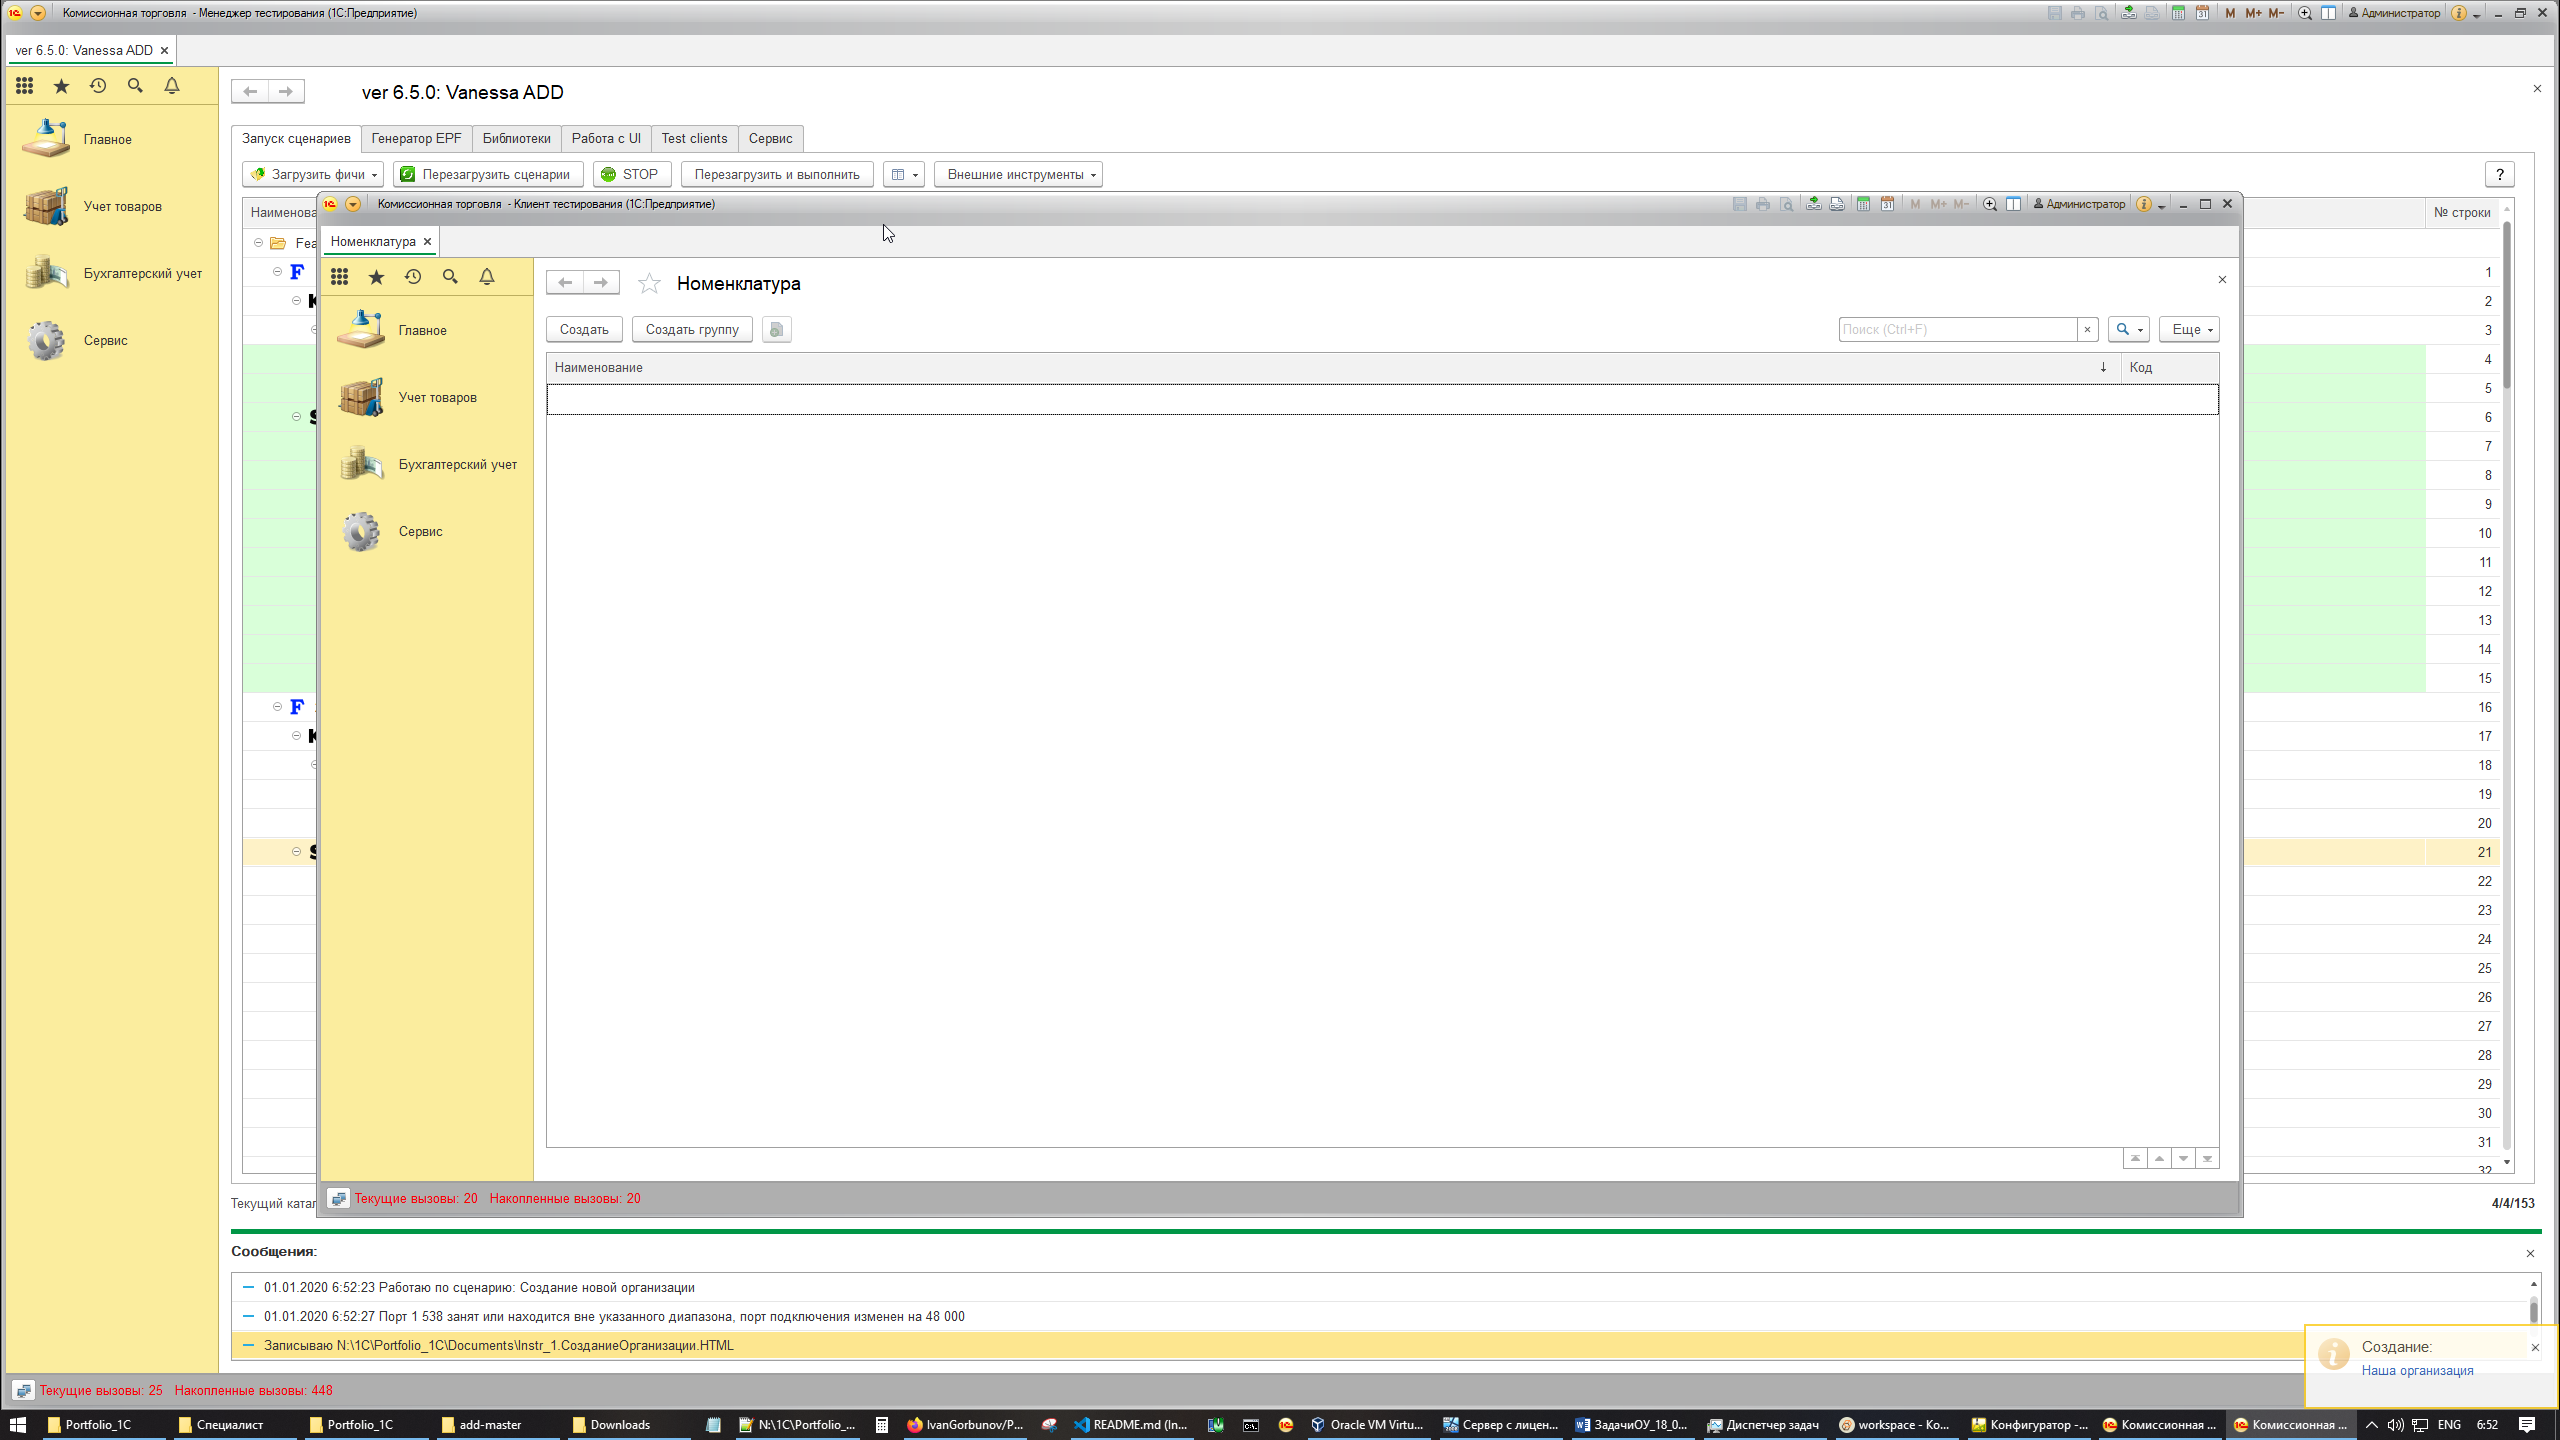 Комиссионная торговля - Менеджер тестирования (1С:Предприятие)
M M+ M- Администратор
ver 6.5.0: Vanessa ADD
ver 6.5.0: Vanessa ADD
Главное
Учет товаров
Бухгалтерский учет
Сервис
Запуск сценариев Генератор EPF Библиотеки Работа с UI Test clients Сервис
Загрузить фичи Перезагрузить сценарии STOP Перезагрузить и выполнить Внешние инструменты ?
№ строки
Комиссионная торговля - Клиент тестирования (1С:Предприятие)
M M+ M- Администратор
Номенклатура
Номенклатура
Главное
Учет товаров
Бухгалтерский учет
Сервис
Создать Создать группу Поиск (Ctrl+F) Еще
Наименование Код
1
2
3
4
5
6
7
8
9
10
11
12
13
14
15
16
17
18
19
20
21
22
23
24
25
26
27
28
29
30
31
32
Текущие вызовы: 20 Накопленные вызовы: 20
Текущий 4/4/153
Сообщения:
01.01.2020 6:52:23 Работаю по сценарию: Создание новой организации
01.01.2020 6:52:27 Порт 1 538 занят или находится вне указанного диапазона, порт подключения изменен на 48 000
Записываю N:\1C\Portfolio_1C\Documents\Instr_1.СозданиеОрганизации.HTML
Создание:
Наша организация
Текущие вызовы: 25 Накопленные вызовы: 448
Portfolio_1C Специалист Portfolio_1C add-master Downloads N:\1C\Portfolio_... IvanGorbunov/P... README.md (In... Oracle VM Virtu... Сервер с лицен... ЗадачиОУ_18_0... Диспетчер задач workspace - Ко... Конфигуратор -... Комиссионная ... Комиссионная ... ENG 6:52